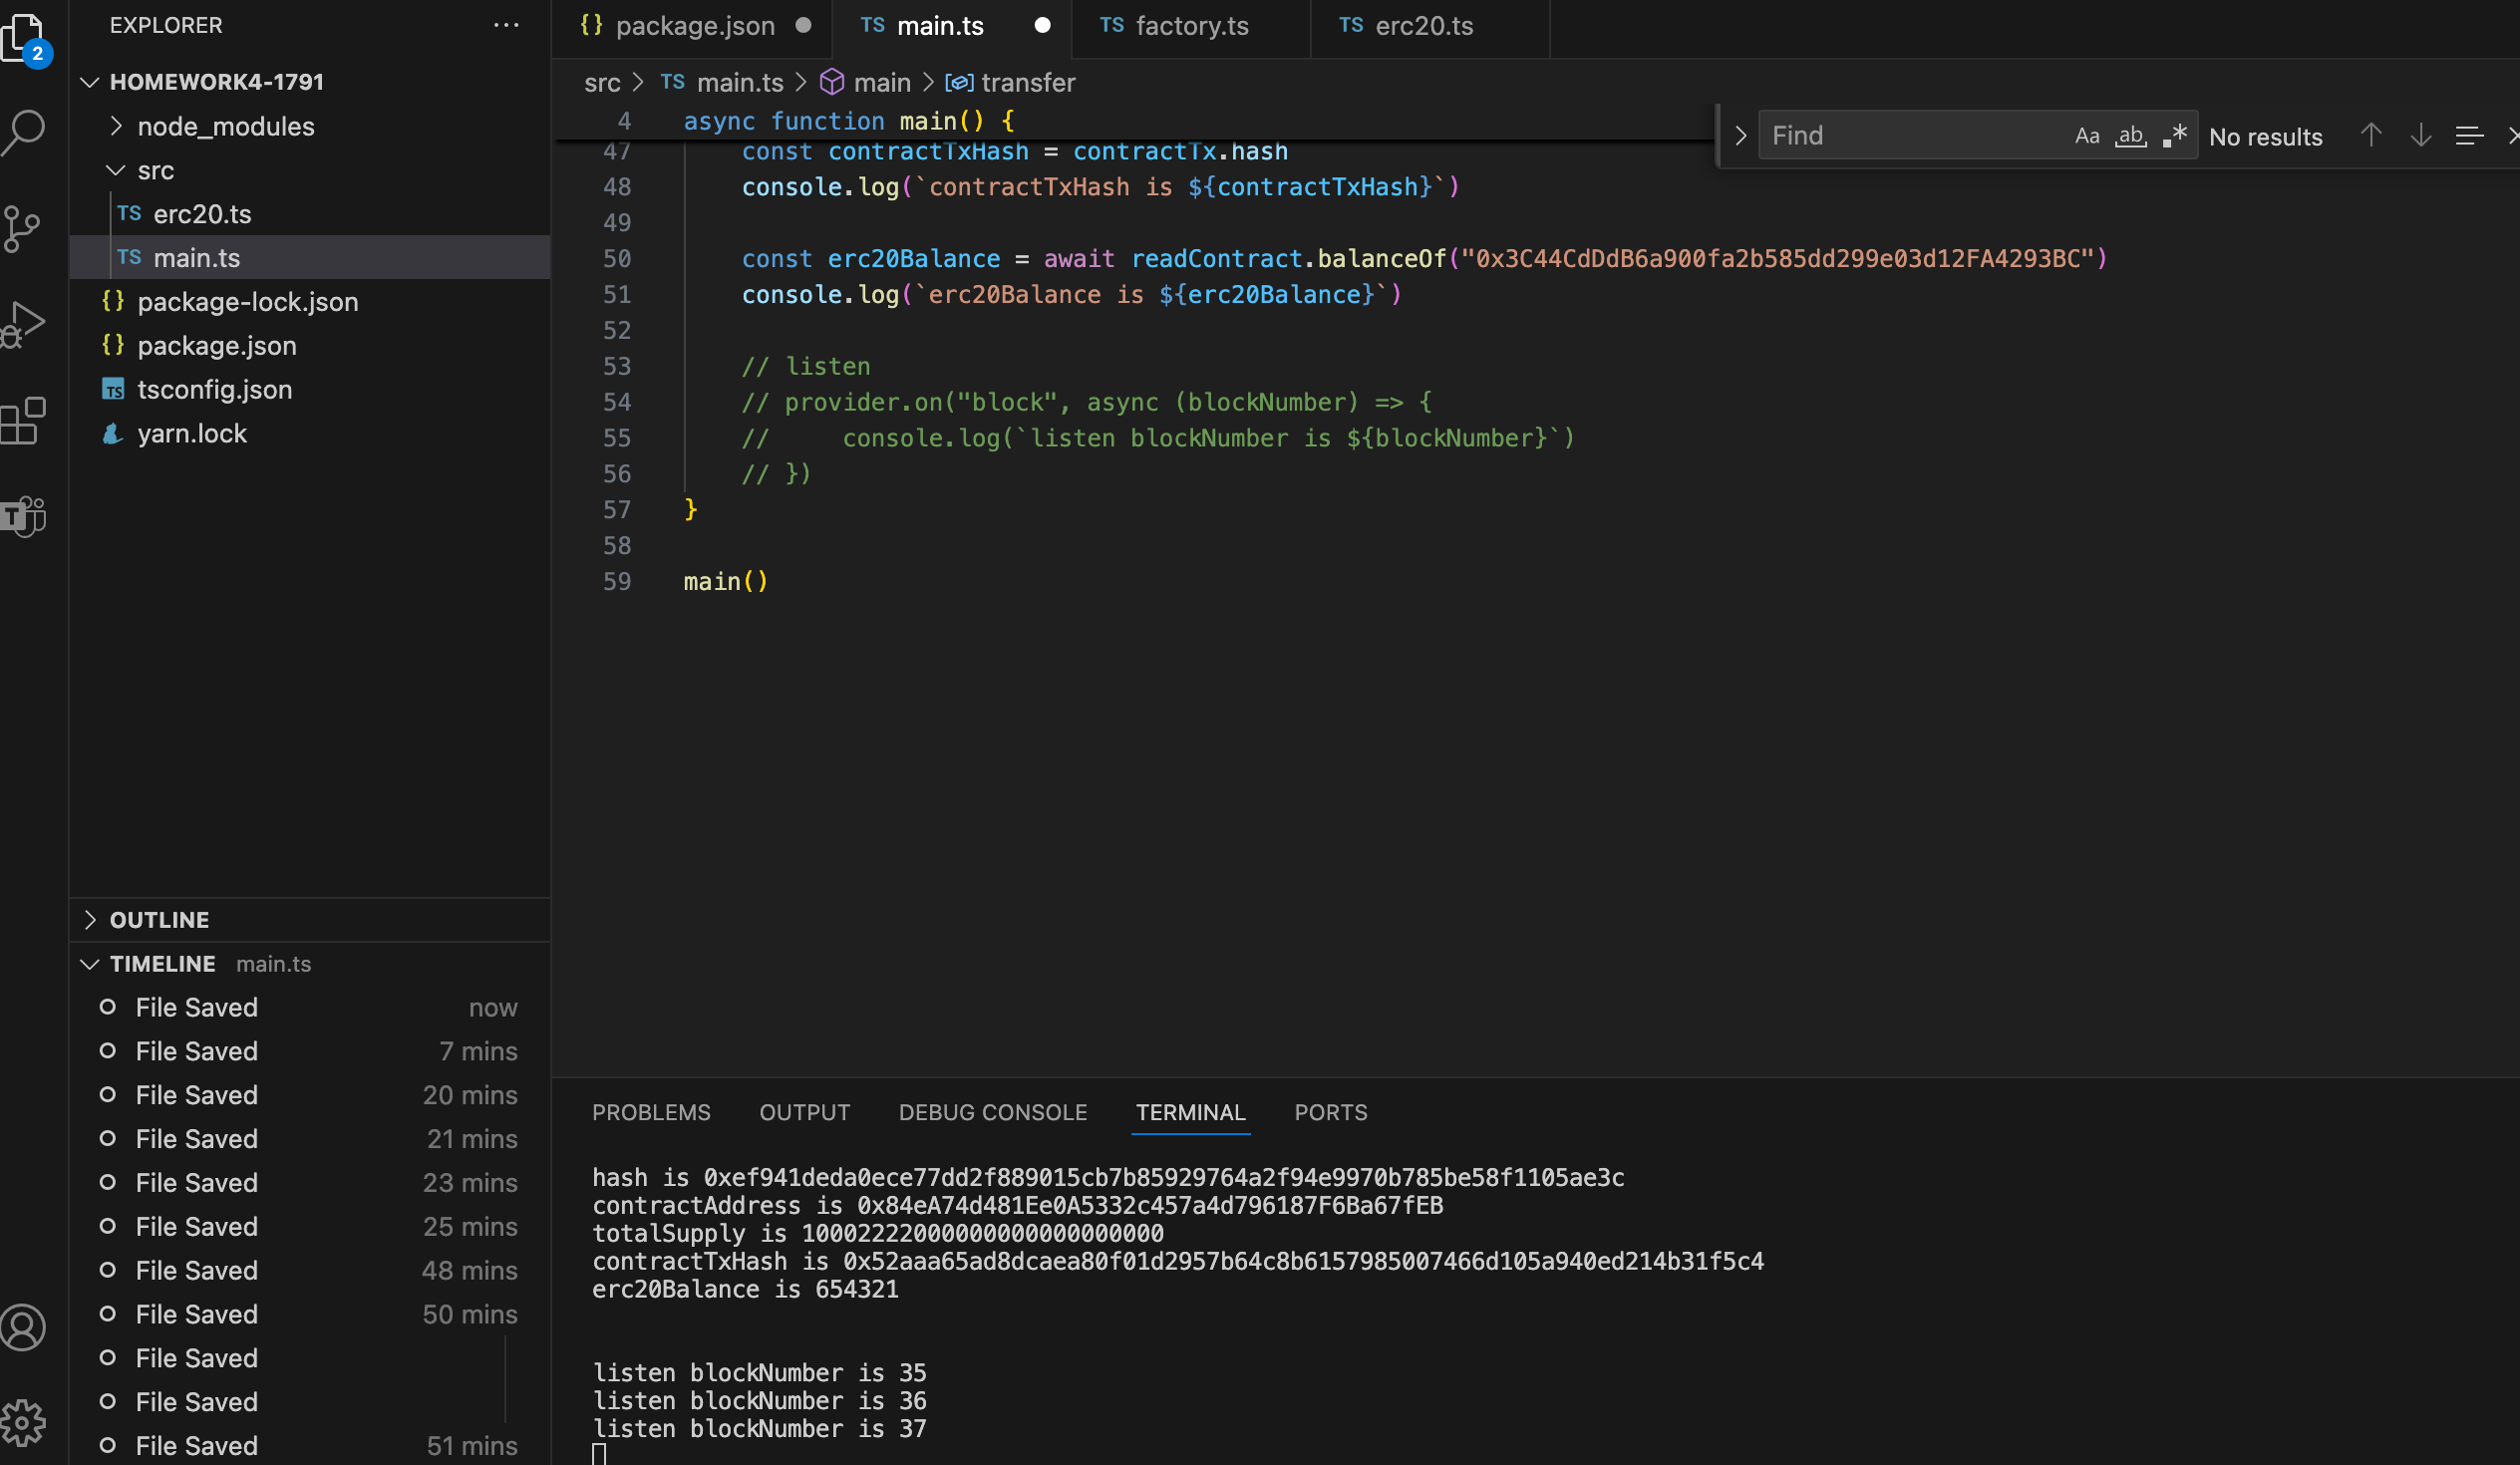 EXPLORER
2
HOMEWORK4-1791
node_modules
src
TS erc20.ts
TS main.ts
{} package-lock.json
{} package.json
TS tsconfig.json
yarn.lock
OUTLINE
TIMELINE main.ts
File Saved now
File Saved 7 mins
File Saved 20 mins
File Saved 21 mins
File Saved 23 mins
File Saved 25 mins
File Saved 48 mins
File Saved 50 mins
File Saved
File Saved
File Saved 51 mins
{} package.json
TS main.ts
TS factory.ts
TS erc20.ts
src > TS main.ts > main > transfer
Find Aa ab .* No results
4 async function main() {
47 const contractTxHash = contractTx.hash
48 console.log(`contractTxHash is ${contractTxHash}`)
49
50 const erc20Balance = await readContract.balanceOf("0x3C44CdDdB6a900fa2b585dd299e03d12FA4293BC")
51 console.log(`erc20Balance is ${erc20Balance}`)
52
53 // listen
54 // provider.on("block", async (blockNumber) => {
55 //     console.log(`listen blockNumber is ${blockNumber}`)
56 // })
57 }
58
59 main()
PROBLEMS OUTPUT DEBUG CONSOLE TERMINAL PORTS
hash is 0xef941deda0ece77dd2f889015cb7b85929764a2f94e9970b785be58f1105ae3c
contractAddress is 0x84eA74d481Ee0A5332c457a4d796187F6Ba67fEB
totalSupply is 10002222000000000000000000
contractTxHash is 0x52aaa65ad8dcaea80f01d2957b64c8b6157985007466d105a940ed214b31f5c4
erc20Balance is 654321
listen blockNumber is 35
listen blockNumber is 36
listen blockNumber is 37